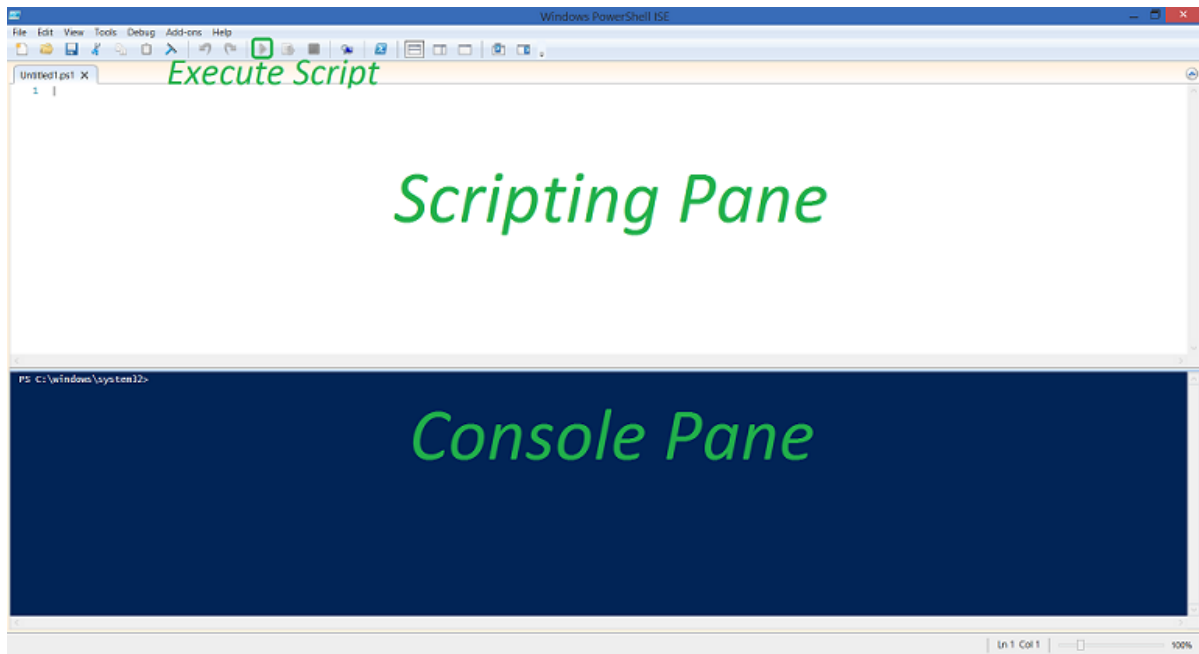 Windows PowerShell ISE
File Edit View Tools Debug Add-ons Help
Execute Script
Untitled1.ps1 X
1
Scripting Pane
PS C:\windows\system32>
Console Pane
Ln 1 Col 1 100%